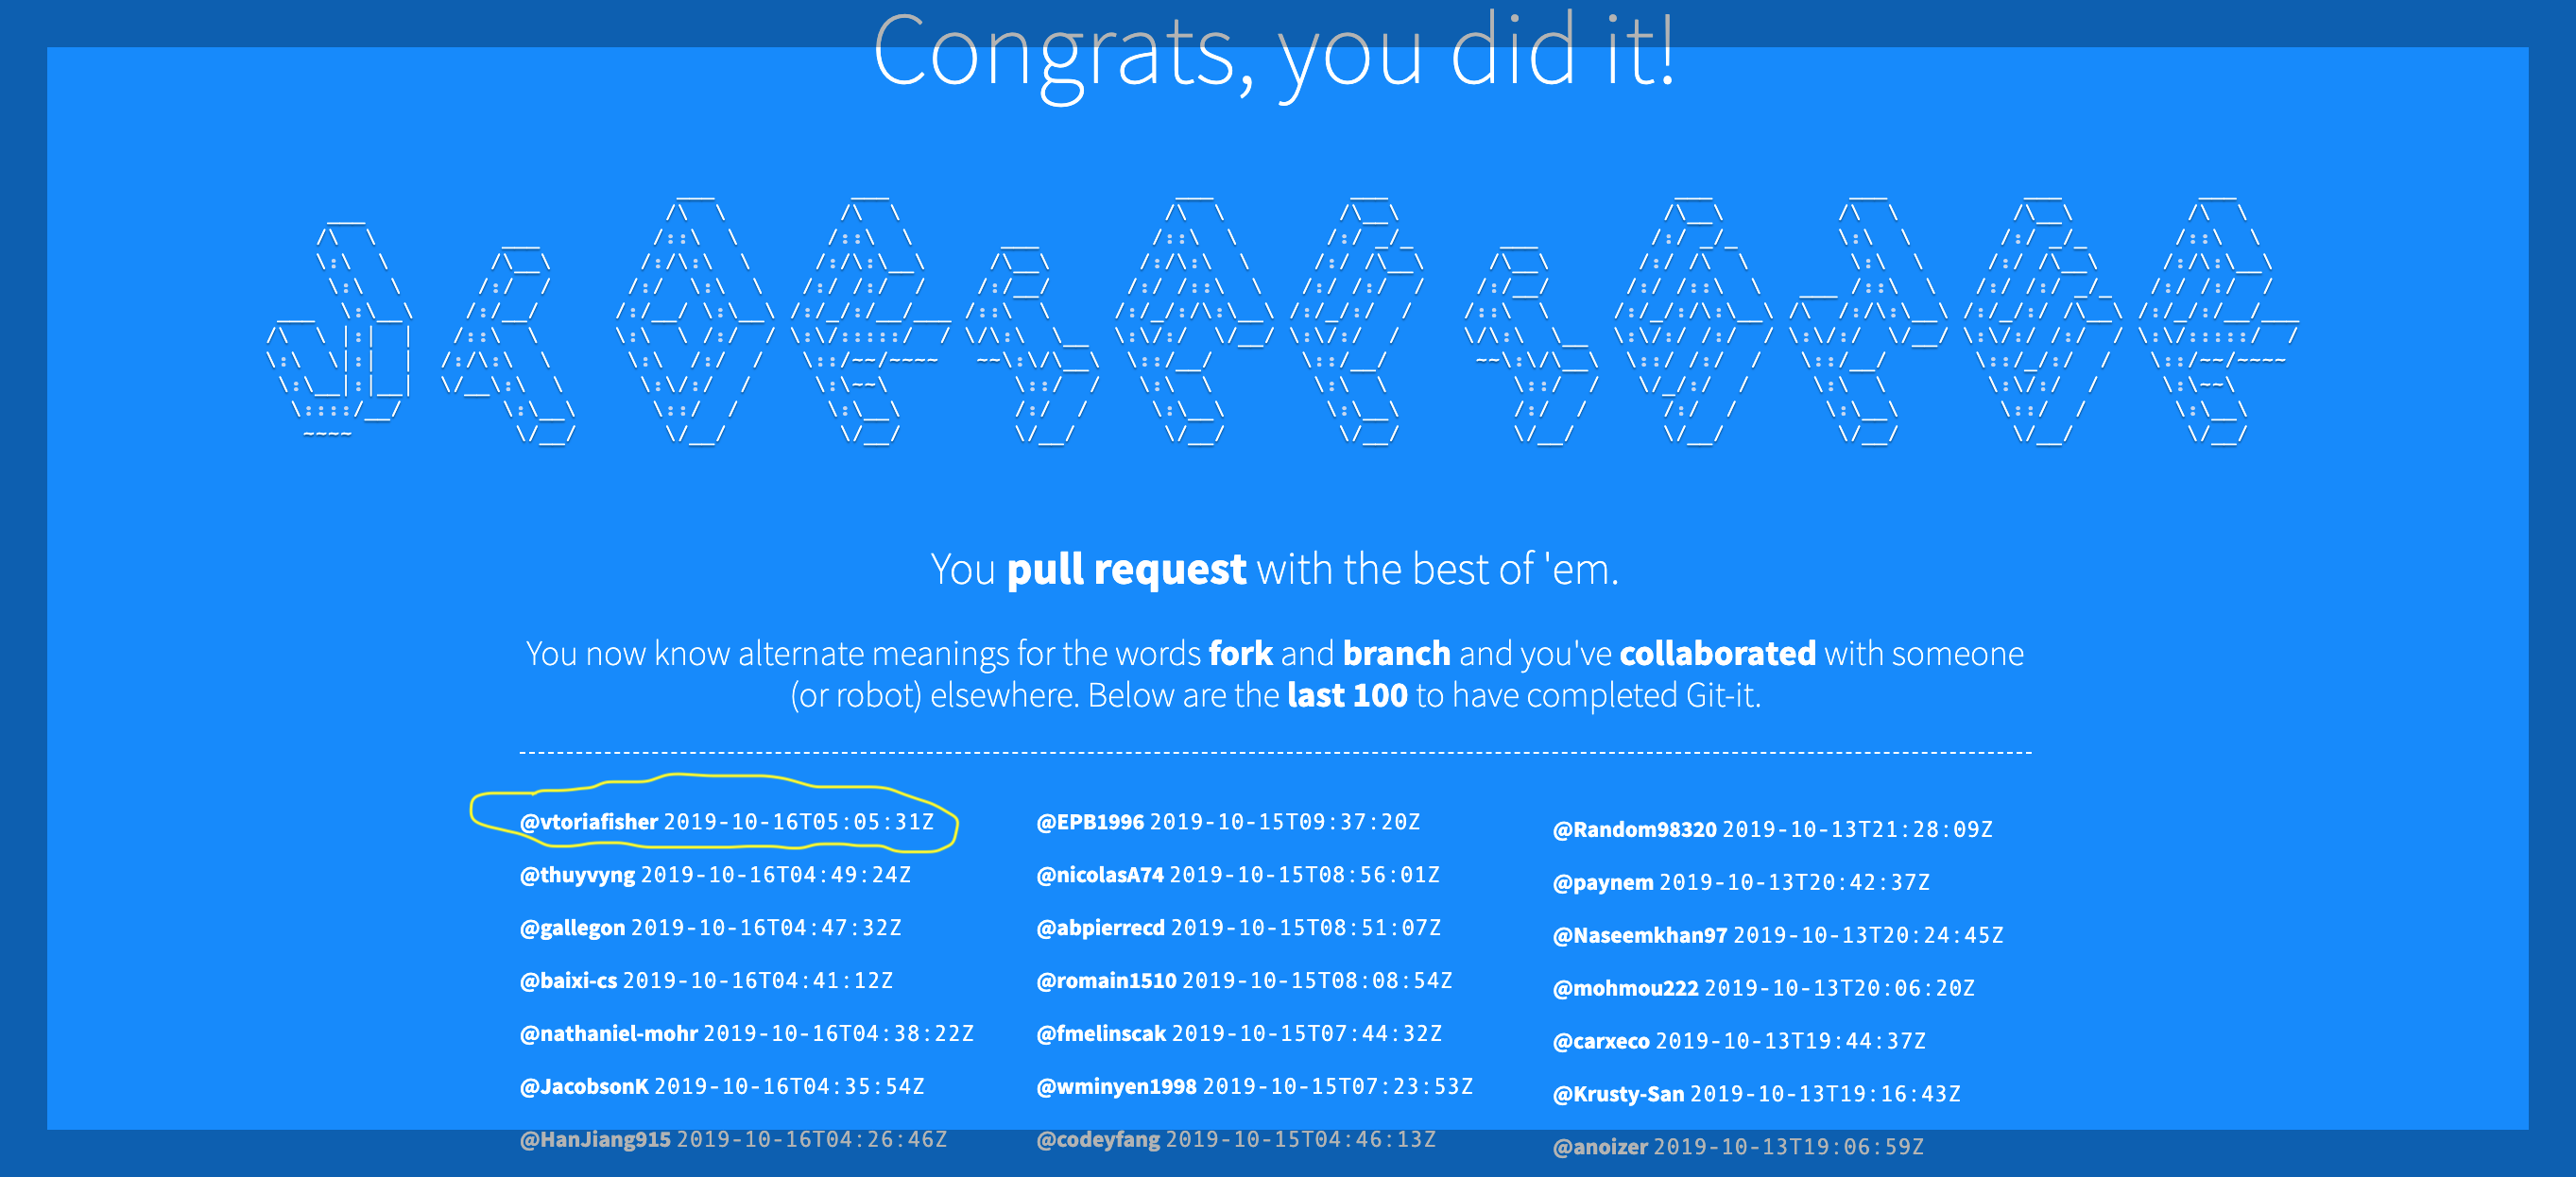 Congrats, you did it!
You pull request with the best of 'em.
You now know alternate meanings for the words fork and branch and you've collaborated with someone
(or robot) elsewhere. Below are the last 100 to have completed Git-it.
@vtoriafisher 2019-10-16T05:05:31Z
@thuyvyng 2019-10-16T04:49:24Z
@gallegon 2019-10-16T04:47:32Z
@baixi-cs 2019-10-16T04:41:12Z
@nathaniel-mohr 2019-10-16T04:38:22Z
@JacobsonK 2019-10-16T04:35:54Z
@HanJiang915 2019-10-16T04:26:46Z
@EPB1996 2019-10-15T09:37:20Z
@nicolasA74 2019-10-15T08:56:01Z
@abpierrecd 2019-10-15T08:51:07Z
@romain1510 2019-10-15T08:08:54Z
@fmelinscak 2019-10-15T07:44:32Z
@wminyen1998 2019-10-15T07:23:53Z
@codeyfang 2019-10-15T04:46:13Z
@Random98320 2019-10-13T21:28:09Z
@paynem 2019-10-13T20:42:37Z
@Naseemkhan97 2019-10-13T20:24:45Z
@mohmou222 2019-10-13T20:06:20Z
@carxeco 2019-10-13T19:44:37Z
@Krusty-San 2019-10-13T19:16:43Z
@anoizer 2019-10-13T19:06:59Z